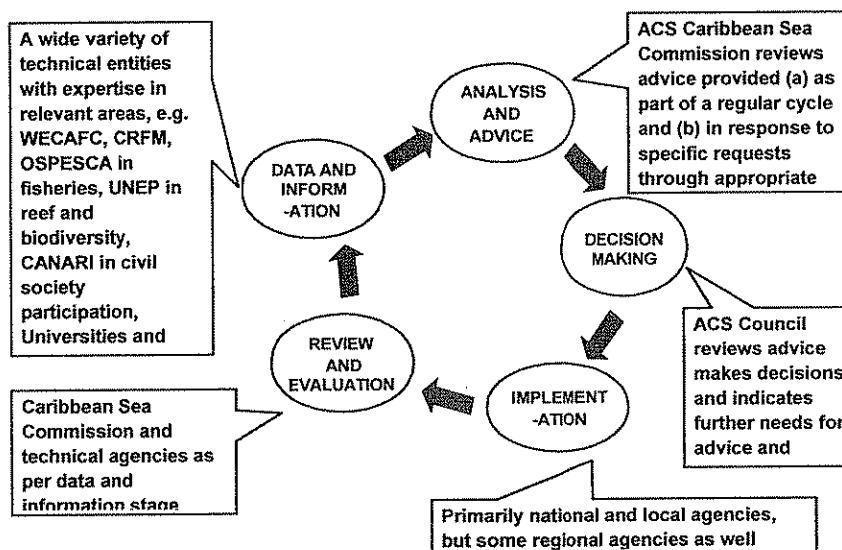 A wide variety of
technical entities
with expertise in
relevant areas, e.g.
WECAFC, CRFM,
OSPESCA in
fisheries, UNEP in
reef and
biodiversity,
CANARI in civil
society
participation,
Universities and
ANALYSIS
AND
ADVICE
ACS Caribbean Sea
Commission reviews
advice provided (a) as
part of a regular cycle
and (b) in response to
specific requests
through appropriate
DATA AND
INFORM
-ATION
DECISION
MAKING
ACS Council
reviews advice
makes decisions
and indicates
further needs for
advice and
REVIEW
AND
EVALUATION
IMPLEMENT
-ATION
Caribbean Sea
Commission and
technical agencies as
per data and
information stage
Primarily national and local agencies,
but some regional agencies as well